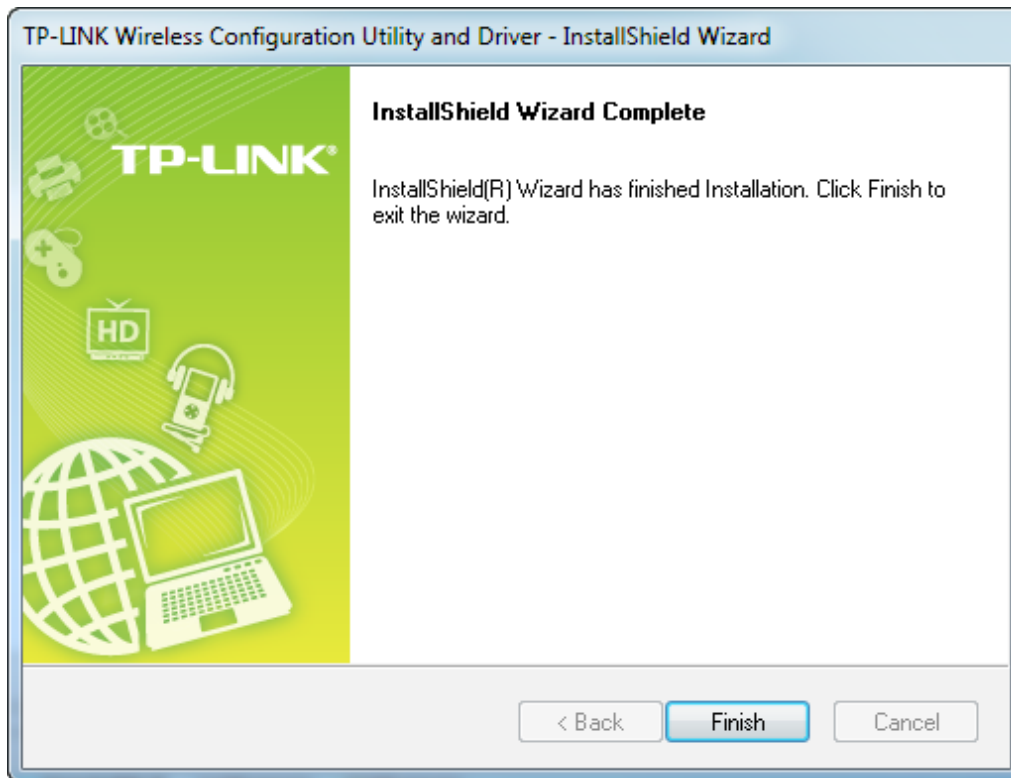 TP-LINK Wireless Configuration Utility and Driver - InstallShield Wizard
TP-LINK®
HD
InstallShield Wizard Complete
InstallShield(R) Wizard has finished Installation. Click Finish to
exit the wizard.
< Back
Finish
Cancel